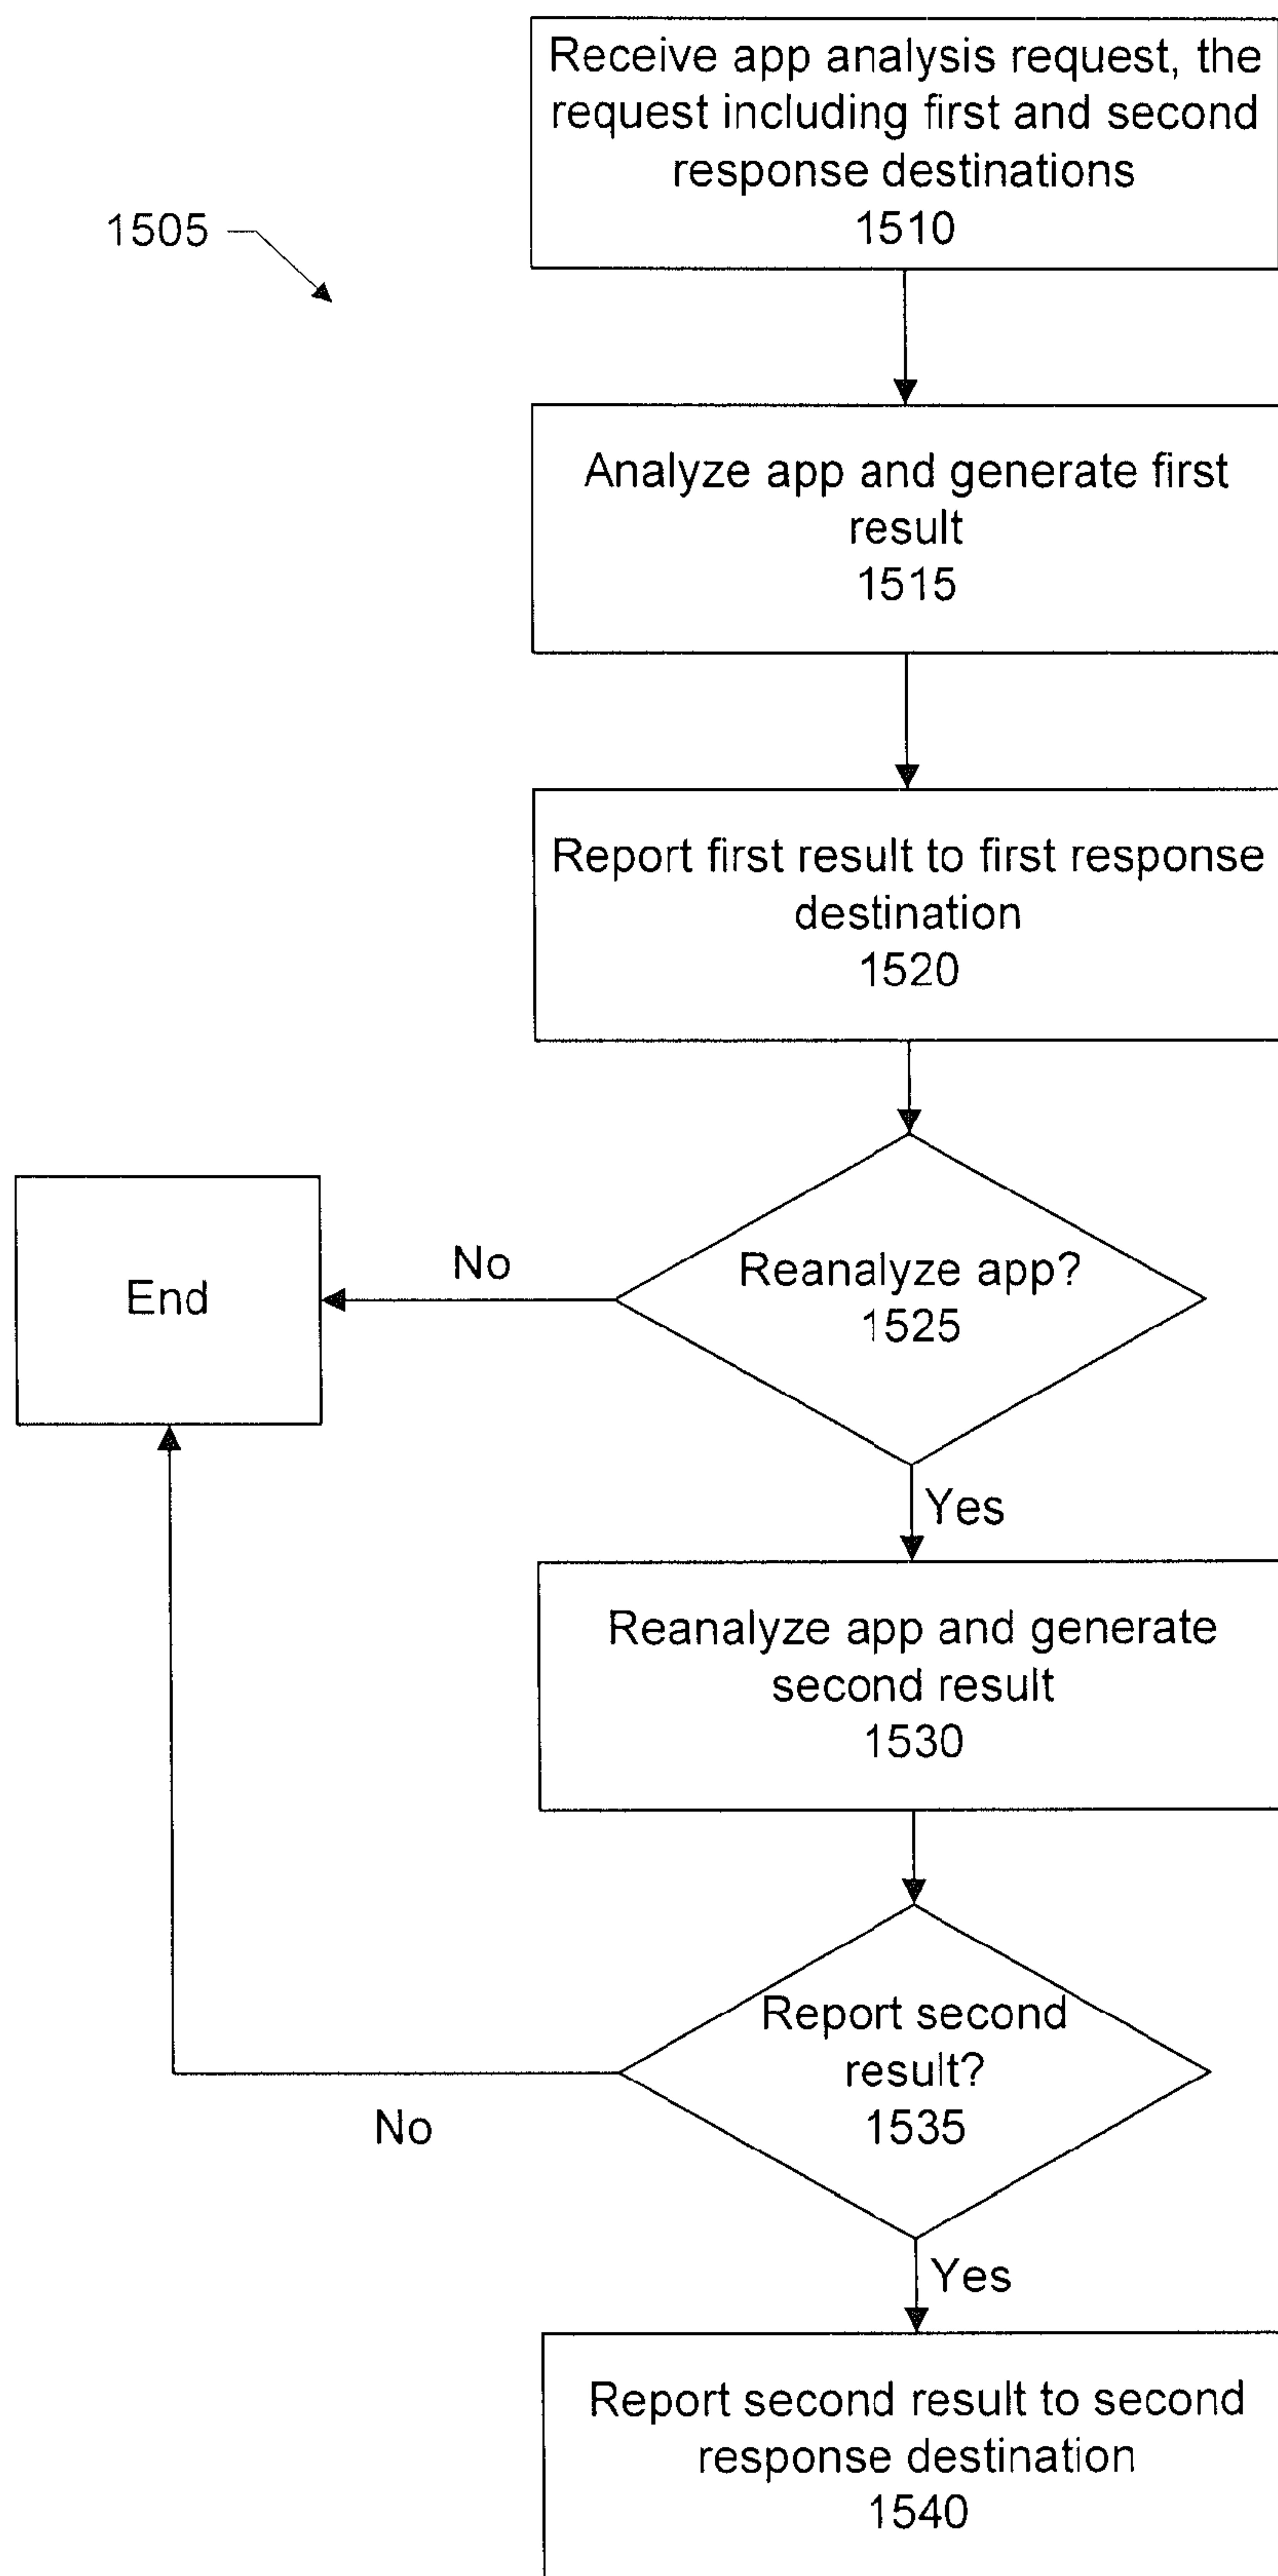 Receive app analysis request, the
request including first and second
response destinations
1510
1505
Analyze app and generate first
result
1515
Report first result to first response
destination
1520
Reanalyze app?
1525
No
End
Yes
Reanalyze app and generate
second result
1530
Report second
result?
1535
No
Yes
Report second result to second
response destination
1540